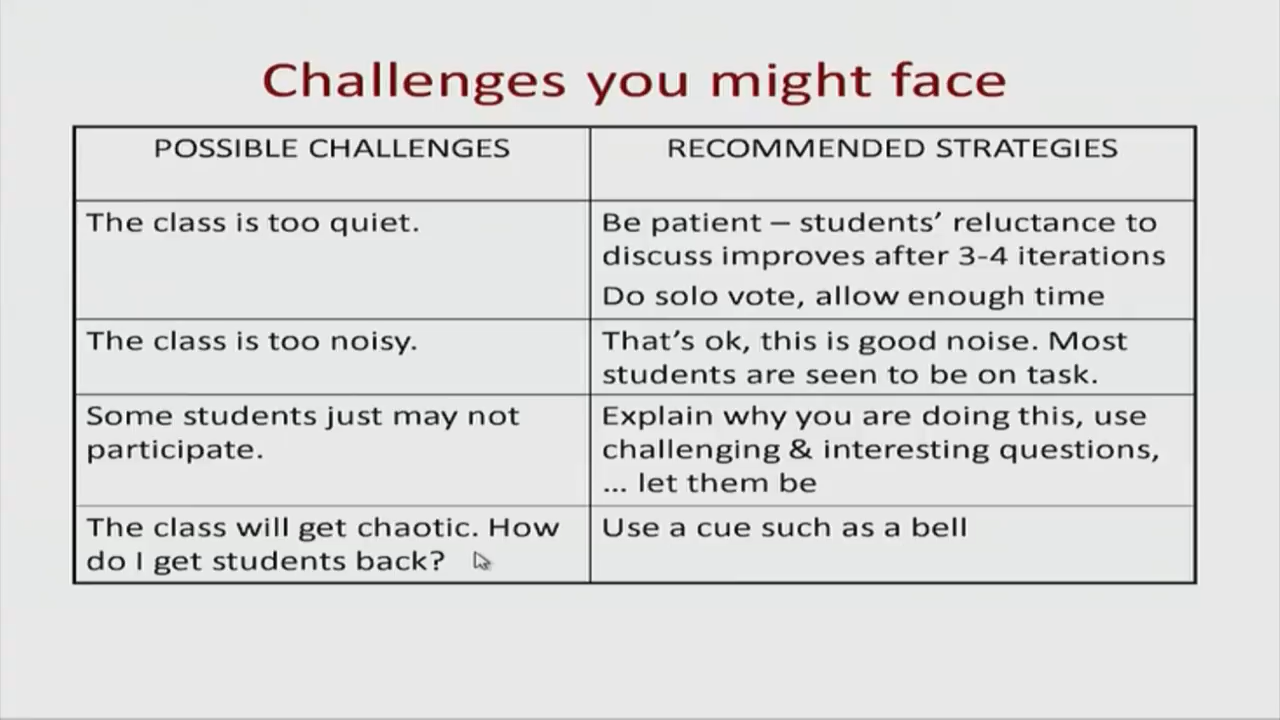 Challenges you might face
POSSIBLE CHALLENGES
RECOMMENDED STRATEGIES
The class is too quiet.
Be patient – students’ reluctance to
discuss improves after 3-4 iterations
Do solo vote, allow enough time
The class is too noisy.
That’s ok, this is good noise. Most
students are seen to be on task.
Some students just may not
participate.
Explain why you are doing this, use
challenging & interesting questions,
... let them be
The class will get chaotic. How
do I get students back?
Use a cue such as a bell